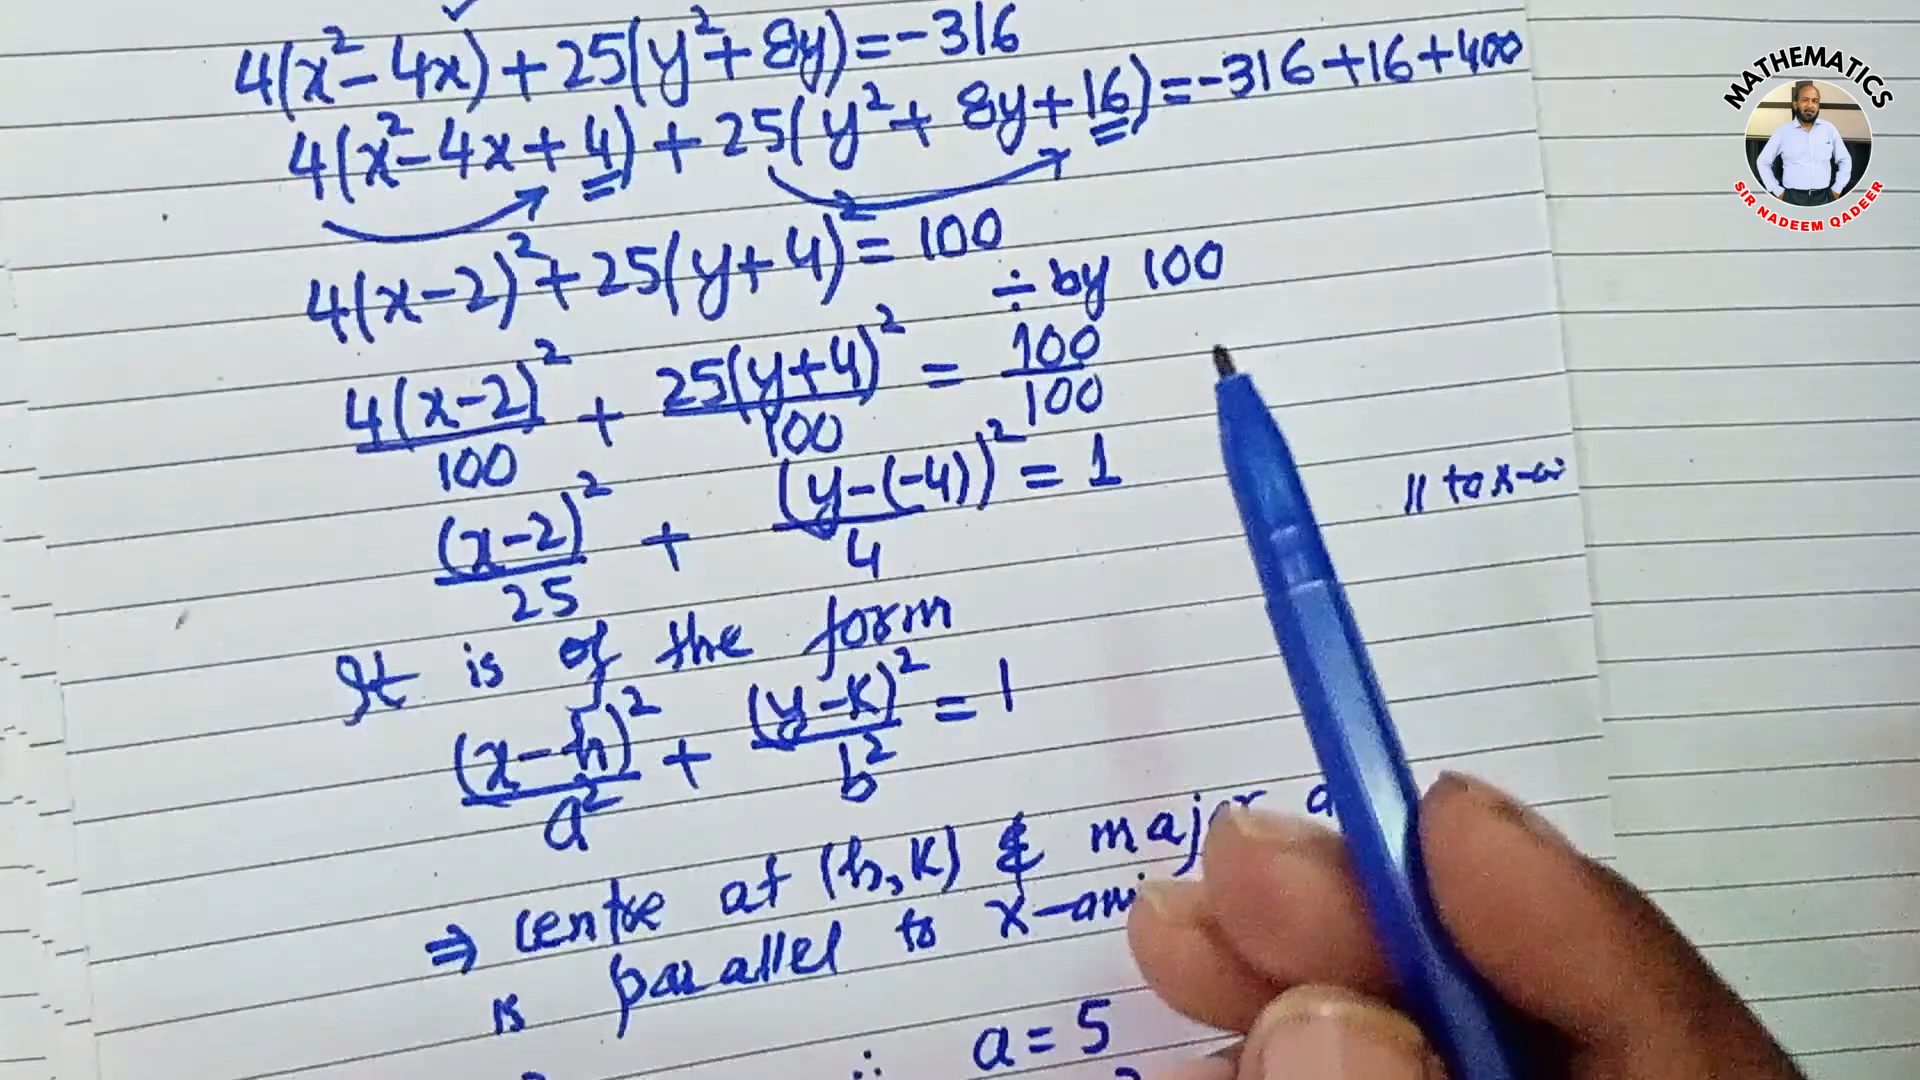 4(x²-4x)+25(y²+8y)=-316
4(x²-4x+4)+25(y²+8y+16)=-316+16+400
4(x-2)²+25(y+4)²=100
÷ by 100
4(x-2)²/100 + 25(y+4)²/100 = 100/100
(x-2)²/25 + (y-(-4))²/4 = 1
|| to x-
It is of the form
(x-h)²/a² + (y-k)²/b² = 1
⇒ centre at (h,k) & major
is parallel to x-axi
∴ a=5
MATHEMATICS
SIR NADEEM QADEER